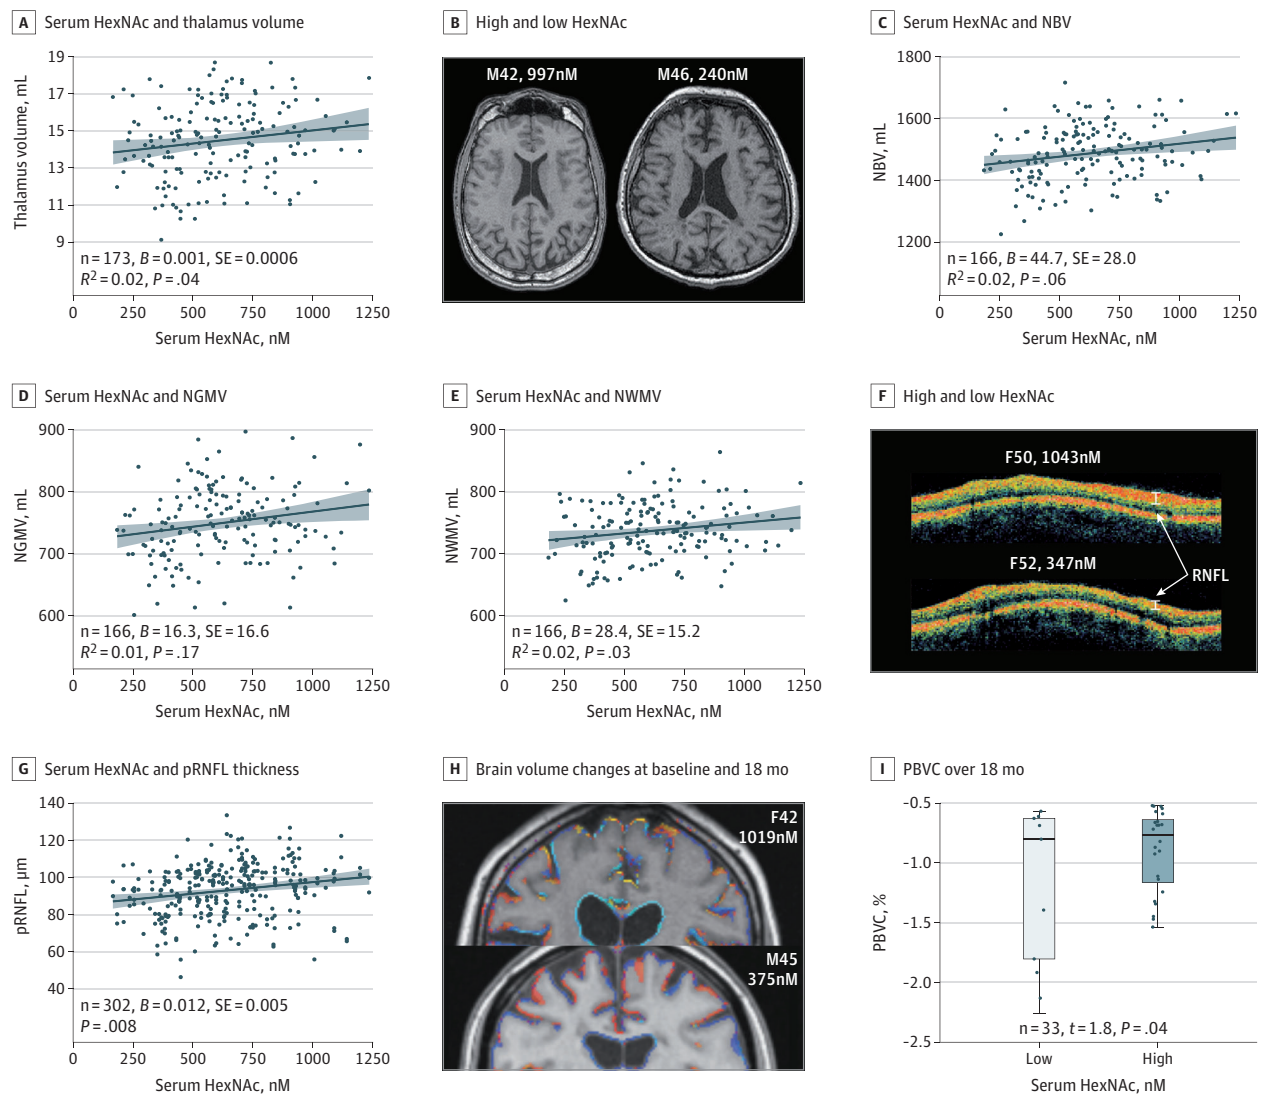 A Serum HexNAc and thalamus volume
19
17
15
13
11
9
Thalamus volume, mL
n=173, B=0.001, SE=0.0006
R²=0.02, P=.04
0 250 500 750 1000 1250
Serum HexNAc, nM
B High and low HexNAc
M42, 997nM M46, 240nM
C Serum HexNAc and NBV
1800
1600
1400
1200
NBV, mL
n=166, B=44.7, SE=28.0
R²=0.02, P=.06
0 250 500 750 1000 1250
Serum HexNAc, nM
D Serum HexNAc and NGMV
900
800
700
600
NGMV, mL
n=166, B=16.3, SE=16.6
R²=0.01, P=.17
0 250 500 750 1000 1250
Serum HexNAc, nM
E Serum HexNAc and NWMV
900
800
700
600
NWMV, mL
n=166, B=28.4, SE=15.2
R²=0.02, P=.03
0 250 500 750 1000 1250
Serum HexNAc, nM
F High and low HexNAc
F50, 1043nM
F52, 347nM
RNFL
G Serum HexNAc and pRNFL thickness
140
120
100
80
60
40
pRNFL, μm
n=302, B=0.012, SE=0.005
P=.008
0 250 500 750 1000 1250
Serum HexNAc, nM
H Brain volume changes at baseline and 18 mo
F42
1019nM
M45
375nM
I PBVC over 18 mo
-0.5
-1.0
-1.5
-2.0
-2.5
PBVC, %
n=33, t=1.8, P=.04
Low High
Serum HexNAc, nM